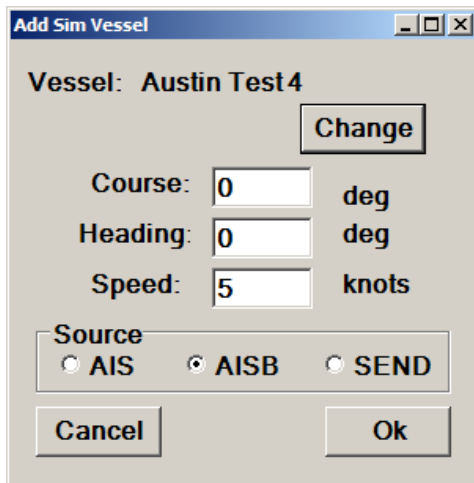 Add Sim Vessel
Vessel: Austin Test 4
Change
Course: 0 deg
Heading: 0 deg
Speed: 5 knots
Source
AIS AISB SEND
Cancel Ok